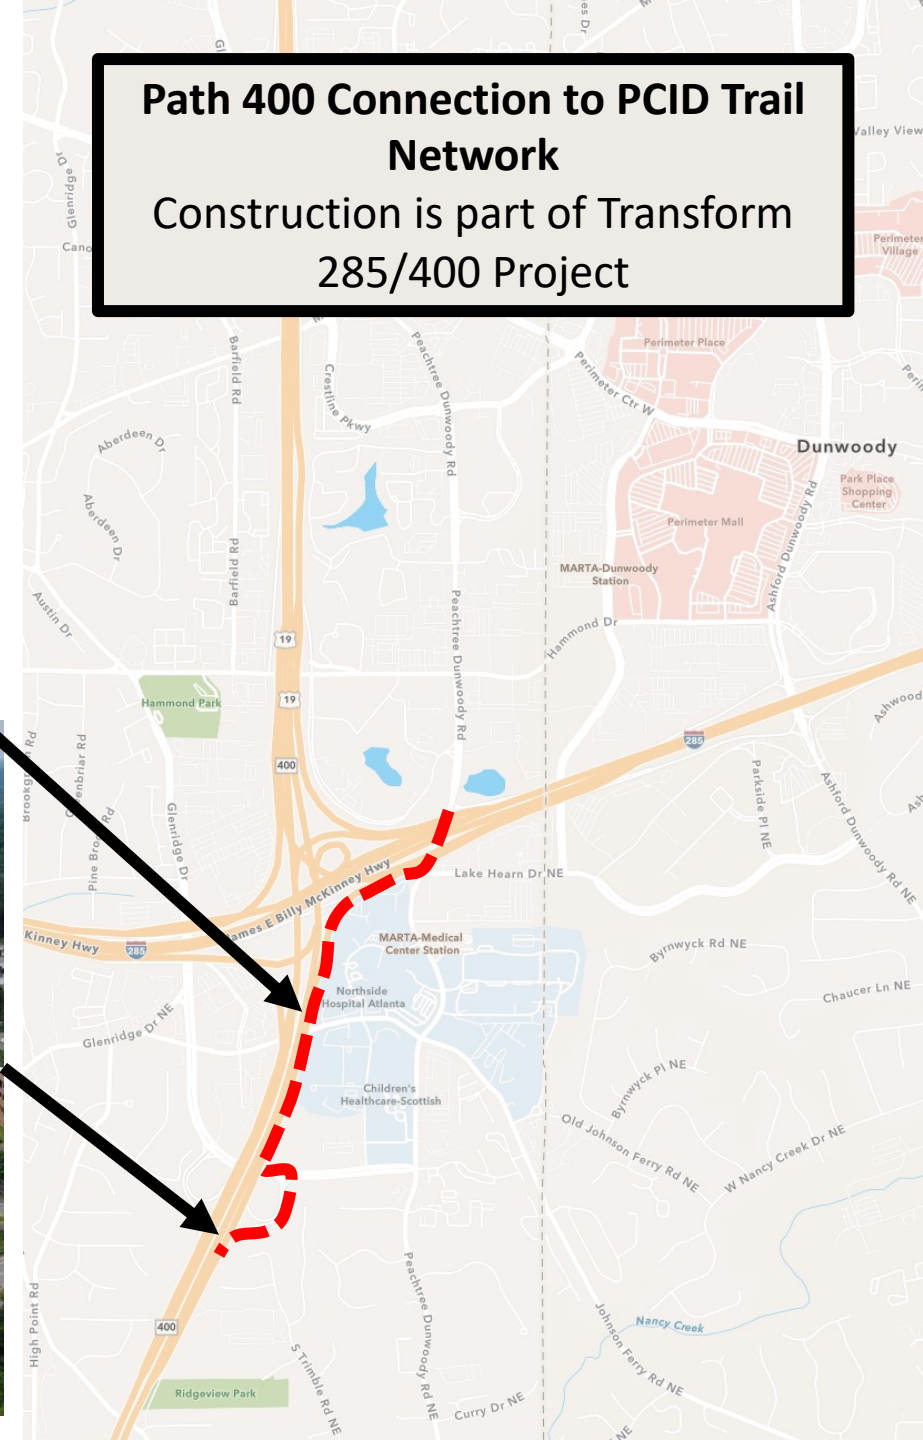 Path 400 Connection to PCID Trail
Network
Construction is part of Transform
285/400 Project
Valley View
Glenridge Dr
Perimeter
Village
Barfield Rd
Crestline Pkwy
Peachtree Dunwoody Rd
Perimeter Place
Perimeter Ctr W
Aberdeen Dr
Dunwoody
Park Place
Shopping
Center
Aberdeen Dr
Perimeter Mall
Ashford Dunwoody Rd
Barfield Rd
MARTA-Dunwoody
Station
Austin Dr
Peachtree Dunwoody Rd
Hammond Dr
19
Hammond Park
19
285
400
Parkside Pl NE
Ashford Dunwoody Rd NE
Glenridge Dr
Pine Bro
Rd
James E Billy McKinney Hwy
Lake Hearn Dr NE
Kinney Hwy
285
MARTA-Medical
Center Station
Byrnwyck Rd NE
Northside
Hospital Atlanta
Chaucer Ln NE
Glenridge Dr NE
Children's
Healthcare-Scottish
Byrnwyck Pl NE
Old Johnson Ferry Rd NE
W Nancy Creek Dr NE
High Point Rd
400
Peachtree Dunwoody Rd NE
Nancy Creek
Johnson Ferry Rd NE
S Trimble Rd NE
Ridgeview Park
Curry Dr NE
NE